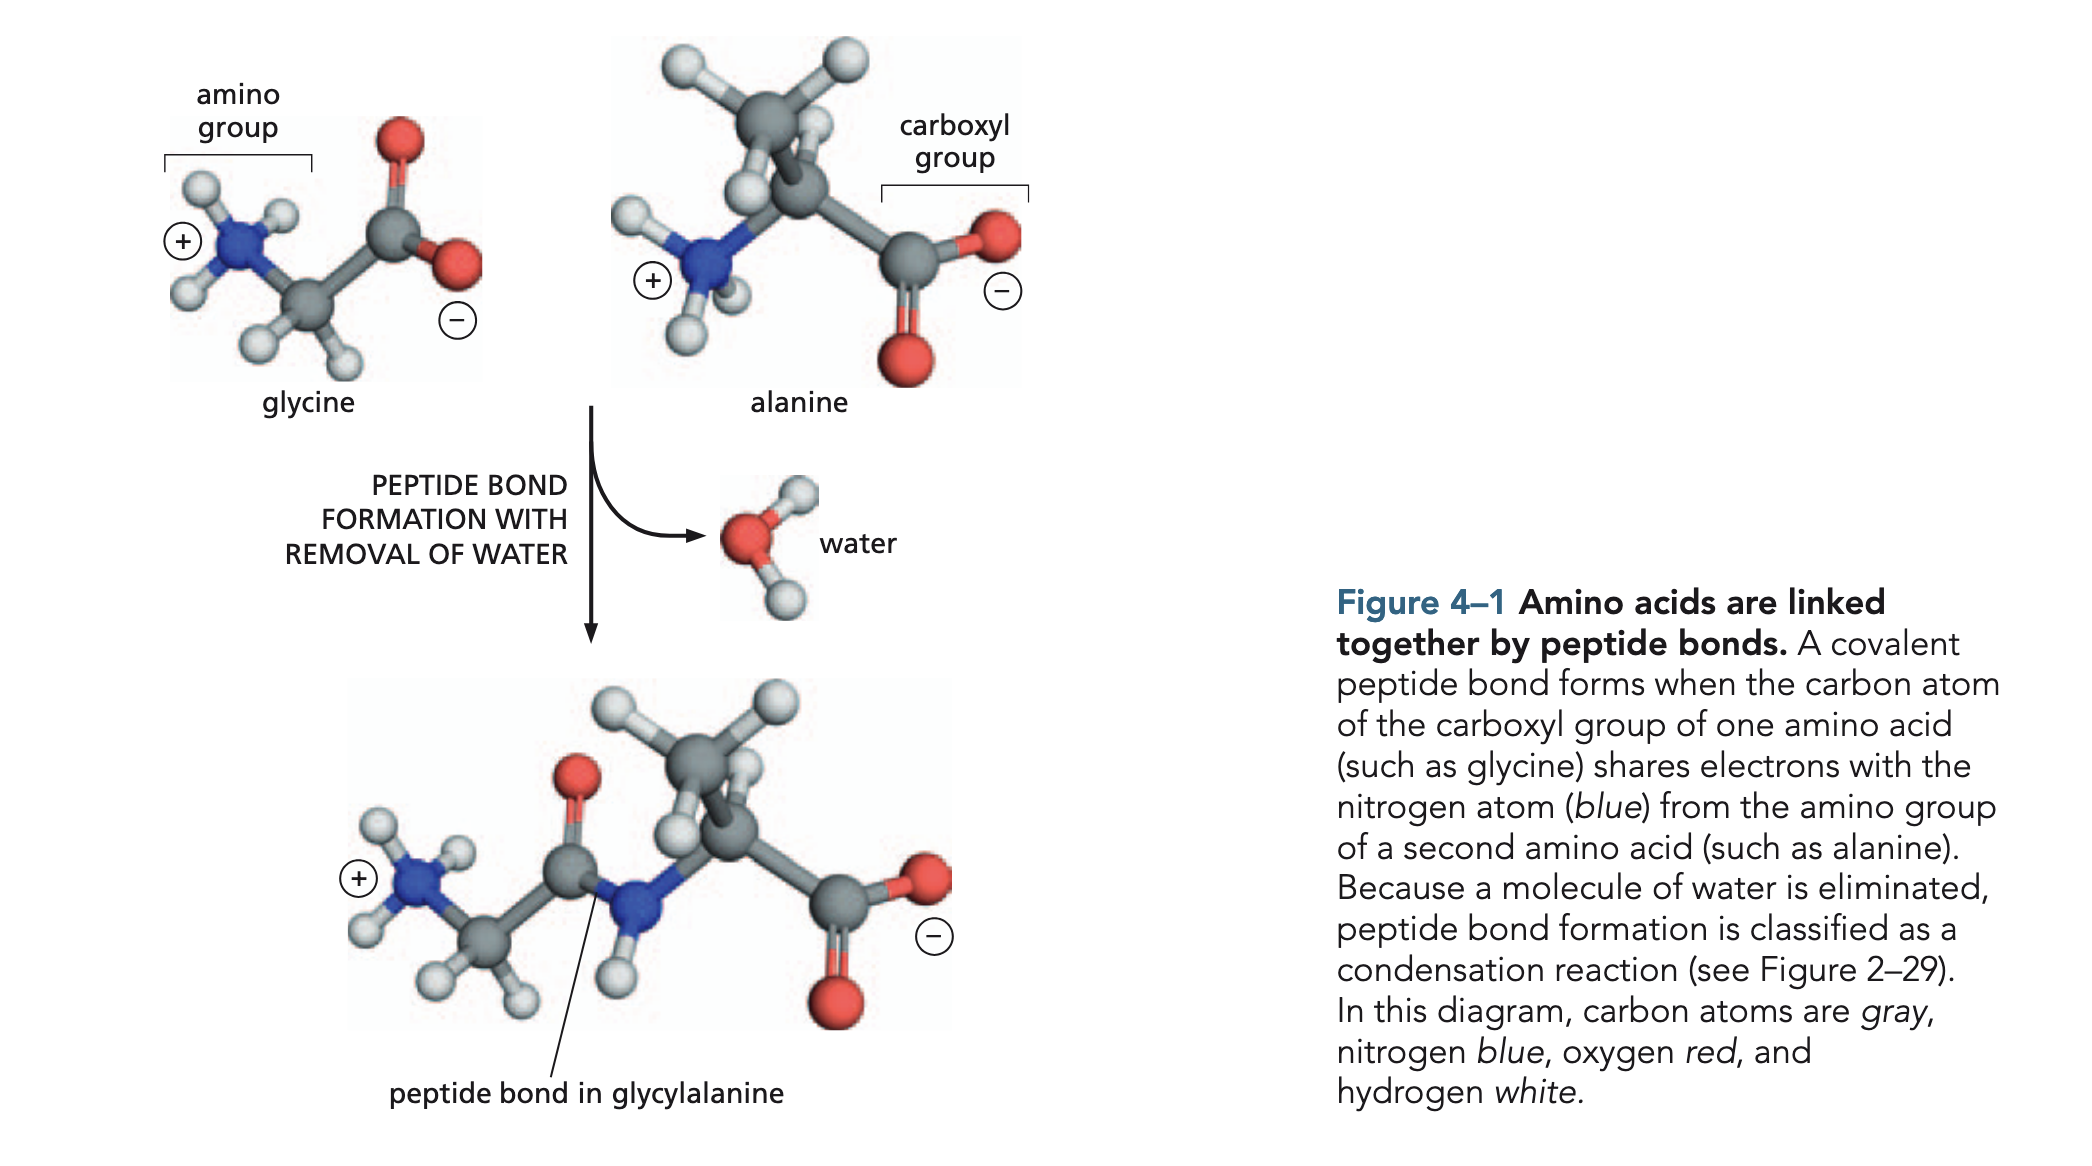 amino
group
carboxyl
group
+
−
+
−
glycine
alanine
PEPTIDE BOND
FORMATION WITH
REMOVAL OF WATER
water
+
−
peptide bond in glycylalanine
Figure 4–1 Amino acids are linked
together by peptide bonds. A covalent
peptide bond forms when the carbon atom
of the carboxyl group of one amino acid
(such as glycine) shares electrons with the
nitrogen atom (blue) from the amino group
of a second amino acid (such as alanine).
Because a molecule of water is eliminated,
peptide bond formation is classified as a
condensation reaction (see Figure 2–29).
In this diagram, carbon atoms are gray,
nitrogen blue, oxygen red, and
hydrogen white.